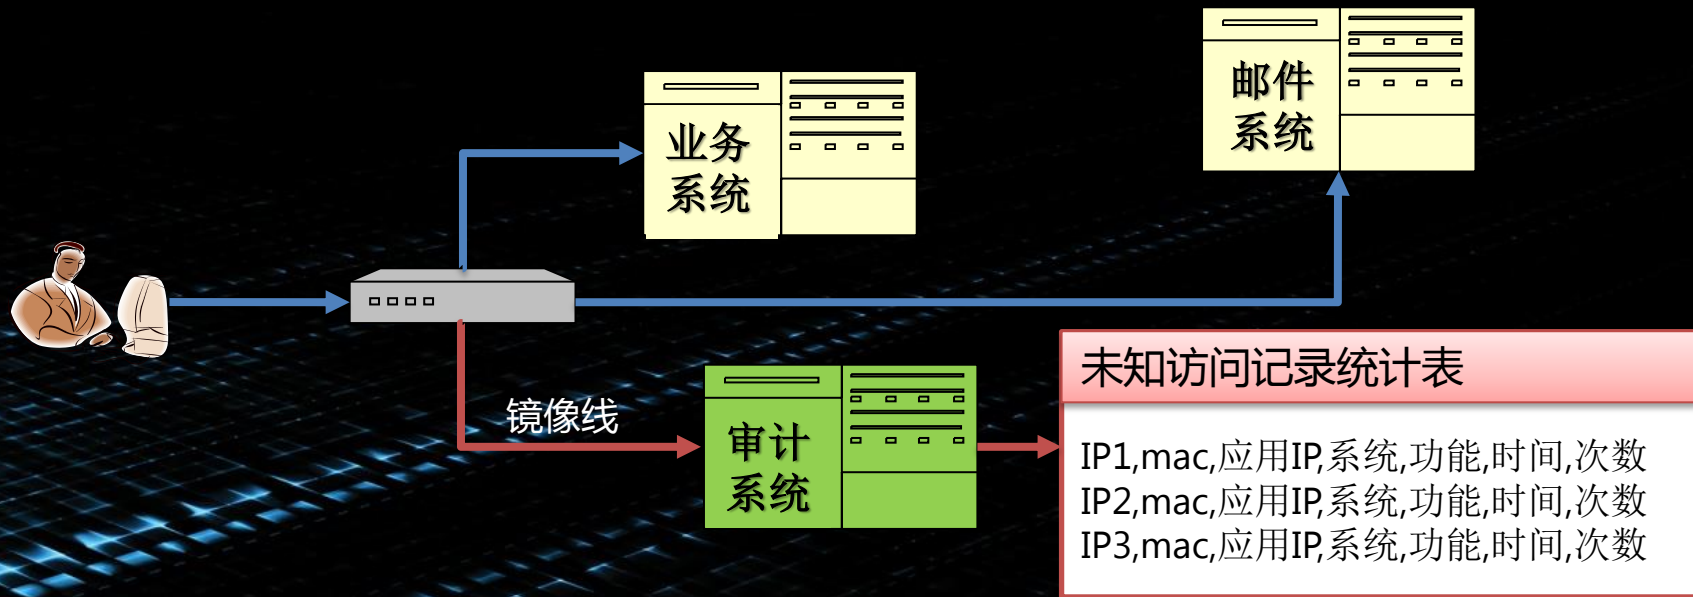 邮件
系统
业务
系统
镜像线
审计
系统
未知访问记录统计表
IP1,mac,应用IP,系统,功能,时间,次数
IP2,mac,应用IP,系统,功能,时间,次数
IP3,mac,应用IP,系统,功能,时间,次数